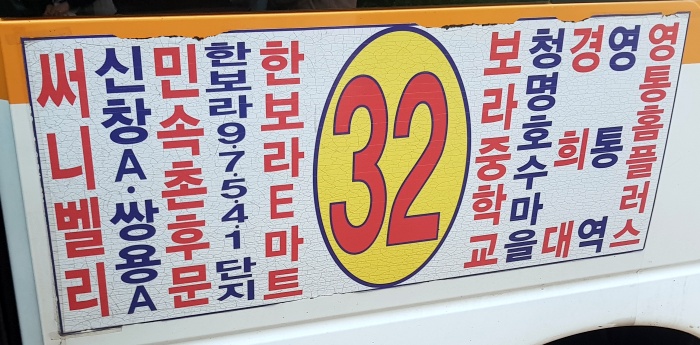 써니벨리
신창A·쌍용A
민속촌후문
한보라9·7·5·4·1 단지
한보라E마트
32
보라중학교
청명호수마을
경희대
영통역
영통홈플러스